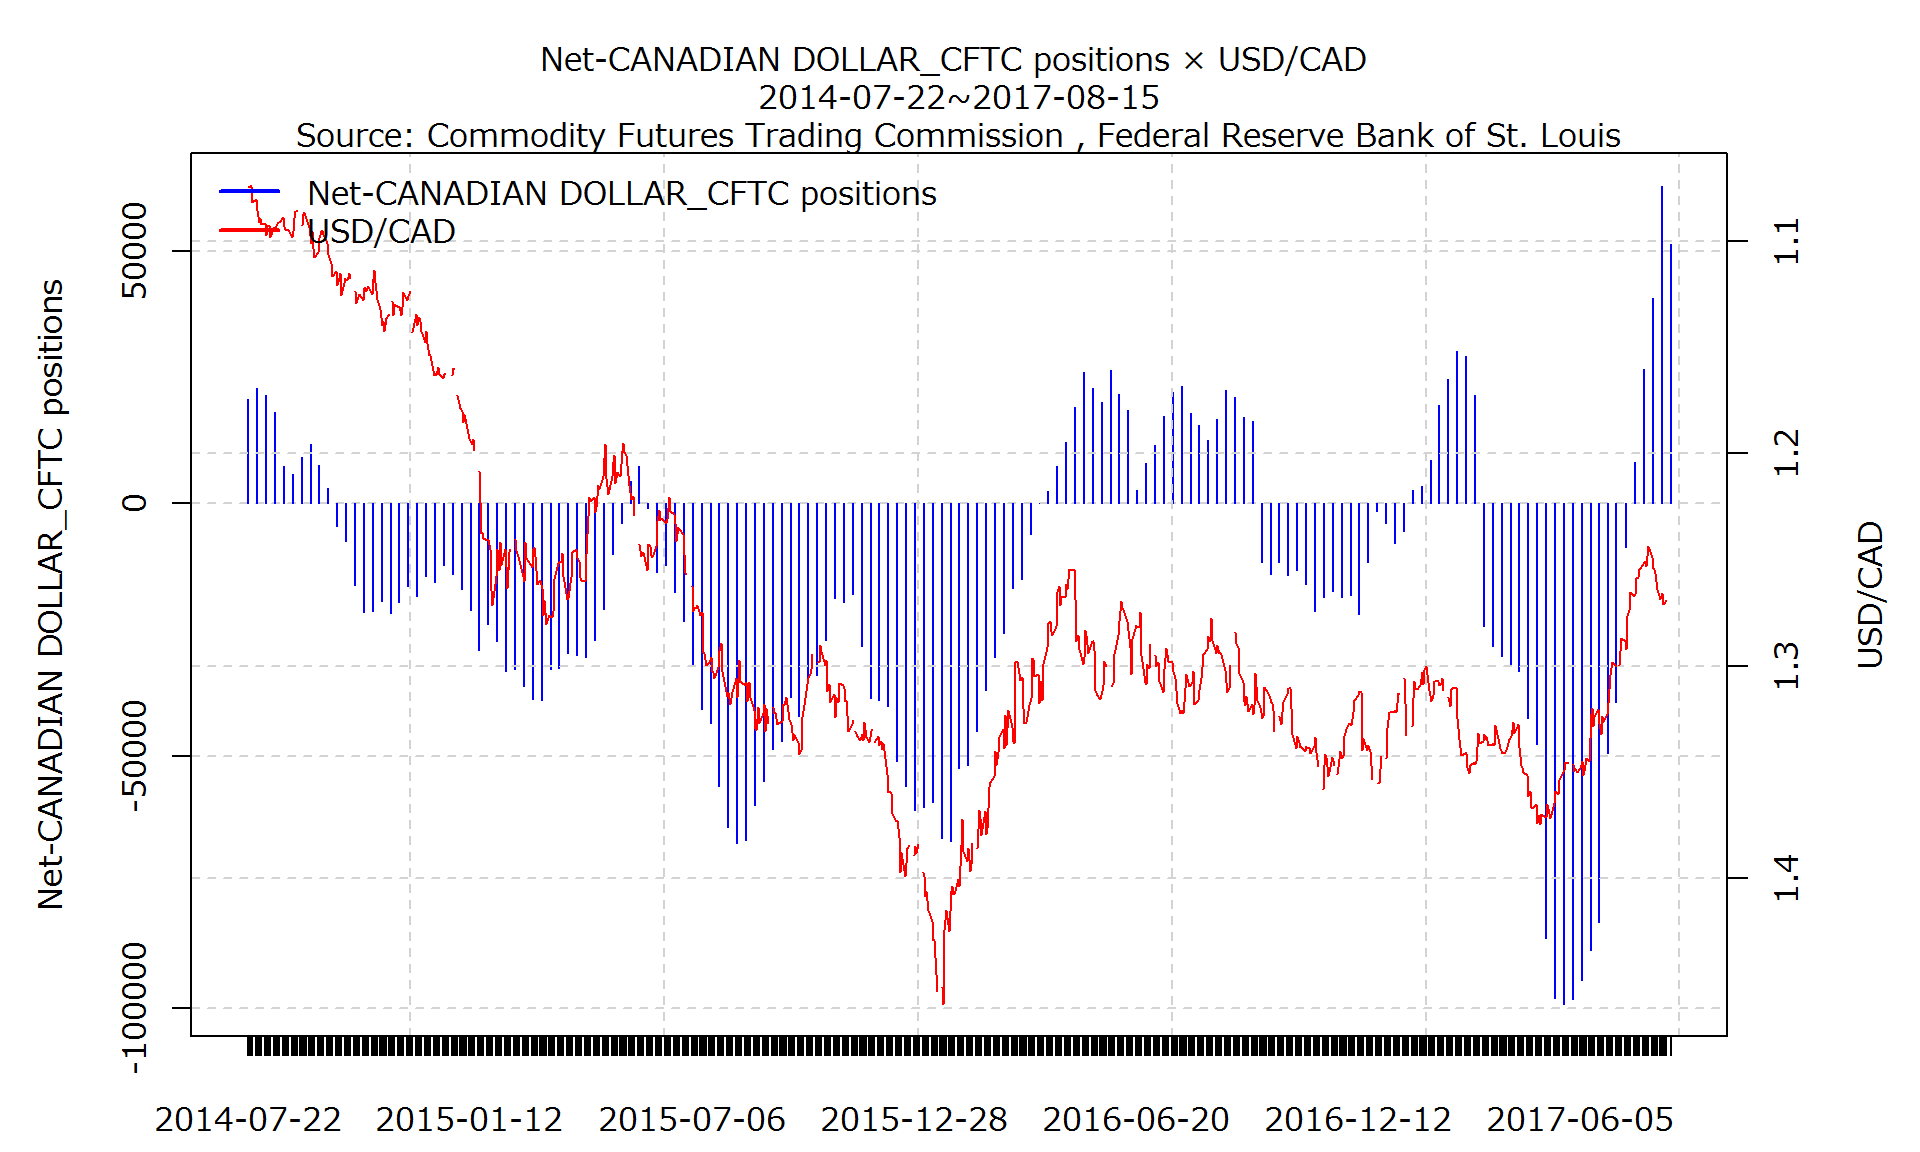 Net-CANADIAN DOLLAR_CFTC positions × USD/CAD
2014-07-22~2017-08-15
Source: Commodity Futures Trading Commission , Federal Reserve Bank of St. Louis
Net-CANADIAN DOLLAR_CFTC positions
USD/CAD
Net-CANADIAN DOLLAR_CFTC positions
50000
0
-50000
-100000
1.1
1.2
1.3
1.4
USD/CAD
2014-07-22 2015-01-12 2015-07-06 2015-12-28 2016-06-20 2016-12-12 2017-06-05